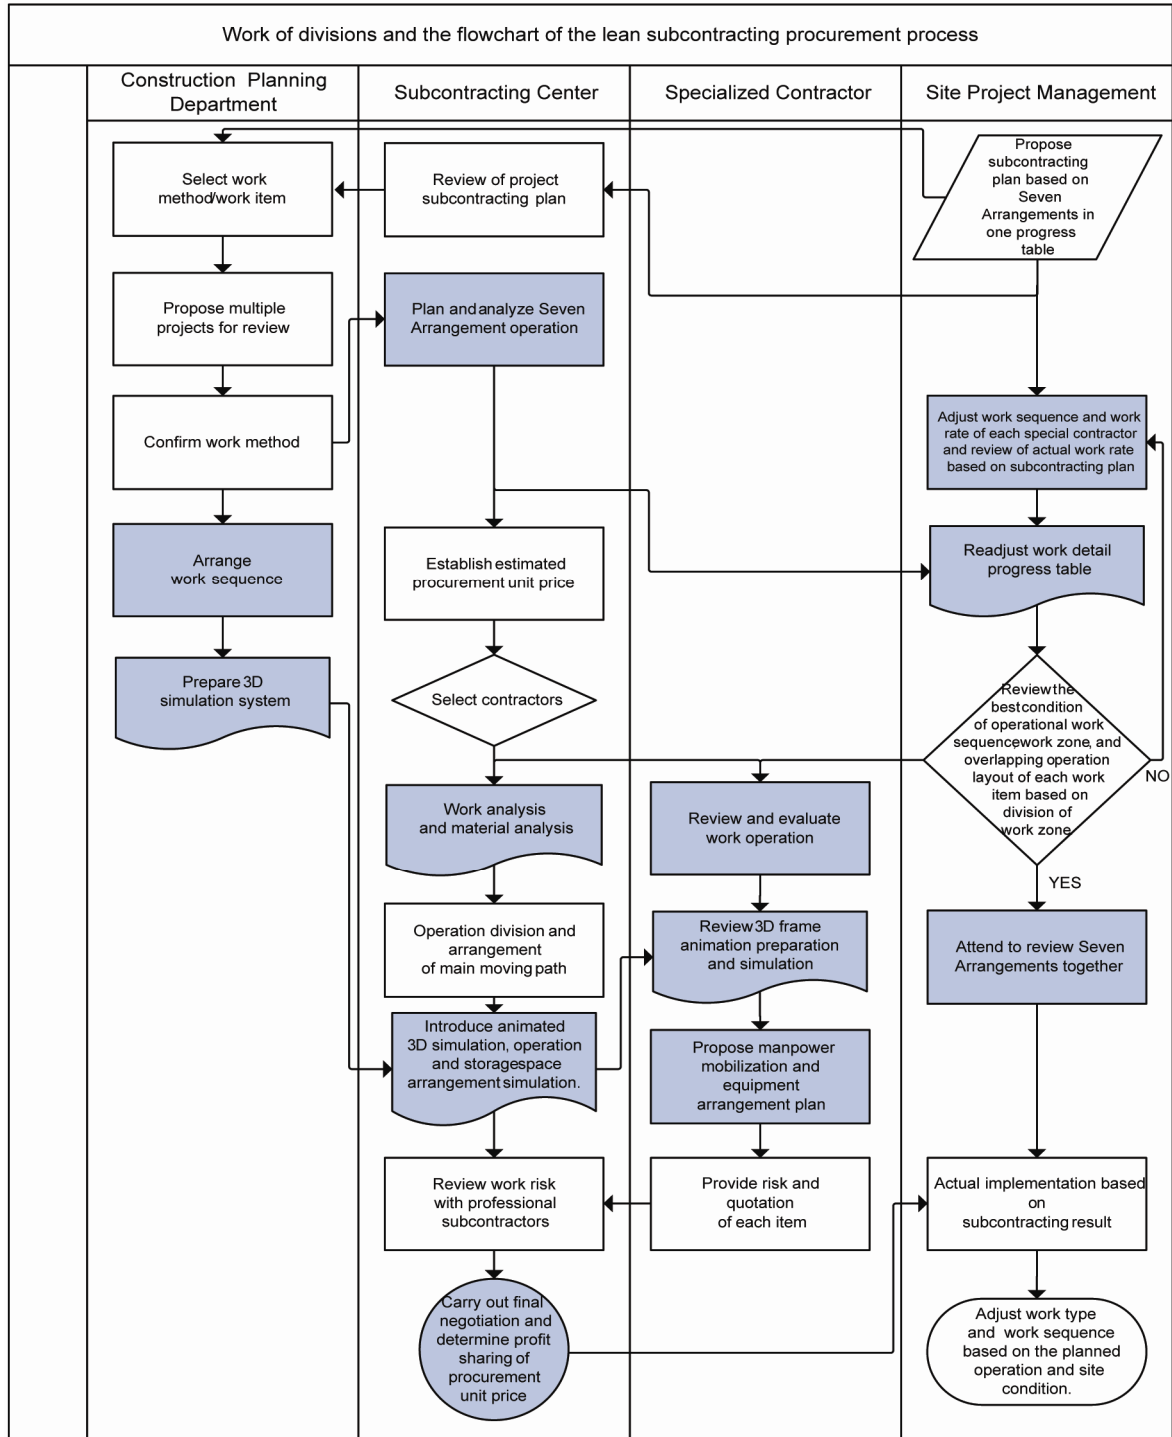 Work of divisions and the flowchart of the lean subcontracting procurement process
Construction Planning
Department
Subcontracting Center
Specialized Contractor
Site Project Management
Select work
method/work item
Propose multiple
projects for review
Confirm work method
Arrange
work sequence
Prepare 3D
simulation system
Review of project
subcontracting plan
Plan and analyze Seven
Arrangement operation
Establish estimated
procurement unit price
Select contractors
Work analysis
and material analysis
Operation division and
arrangement
of main moving path
Introduce animated
3D simulation, operation
and storagespace
arrangement simulation.
Review work risk
with professional
subcontractors
Carry out final
negotiation and
determine profit
sharing of
procurement
unit price
Review and evaluate
work operation
Review 3D frame
animation preparation
and simulation
Propose manpower
mobilization and
equipment
arrangement plan
Provide risk and
quotation
of each item
Propose
subcontracting
plan based on
Seven
Arrangements in
one progress
table
Adjust work sequence and work
rate of each special contractor
and review of actual work rate
based on subcontracting plan
Readjust work detail
progress table
Review the
best condition
of operational work
sequence,work zone, and
overlapping operation
layout of each work
item based on
division of
work zone
NO
YES
Attend to review Seven
Arrangements together
Actual implementation based
on
subcontracting result
Adjust work type
and work sequence
based on the planned
operation and site
condition.